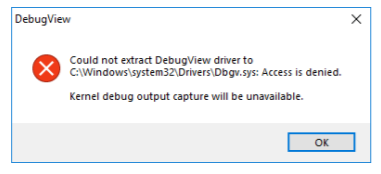 DebugView
Could not extract DebugView driver to
C:\Windows\system32\Drivers\Dbgv.sys: Access is denied.
Kernel debug output capture will be unavailable.
OK